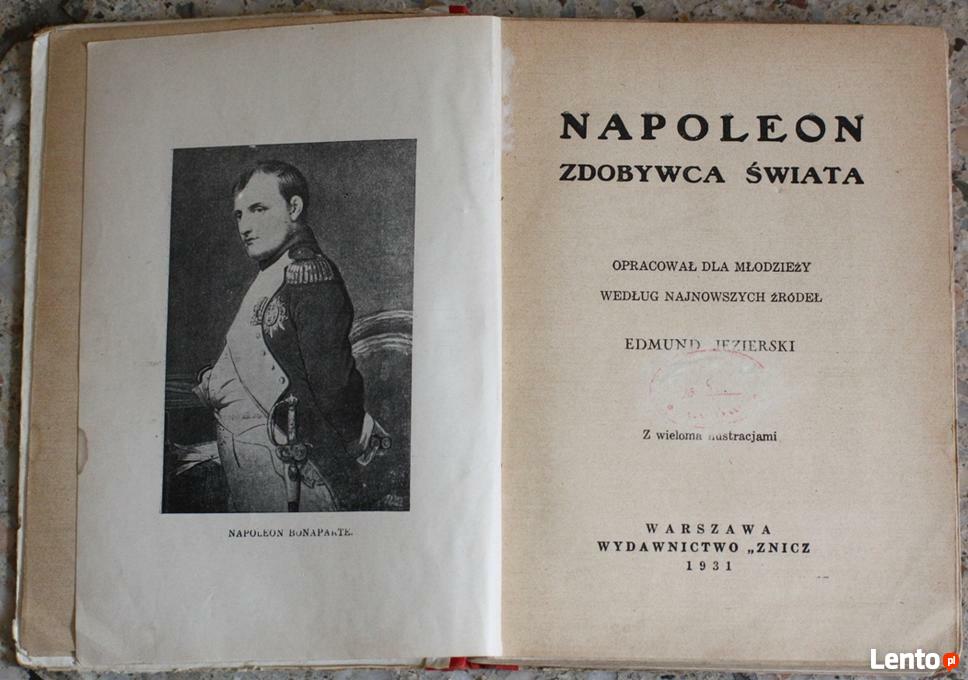 NAPOLEON BONAPARTE.
NAPOLEON
ZDOBYWCA ŚWIATA
OPRACOWAŁ DLA MŁODZIEŻY
WEDŁUG NAJNOWSZYCH ŹRÓDEŁ
EDMUND JEZIERSKI
Z wieloma ilustracjami
WARSZAWA
WYDAWNICTWO „ZNICZ
1931
Lento.pl